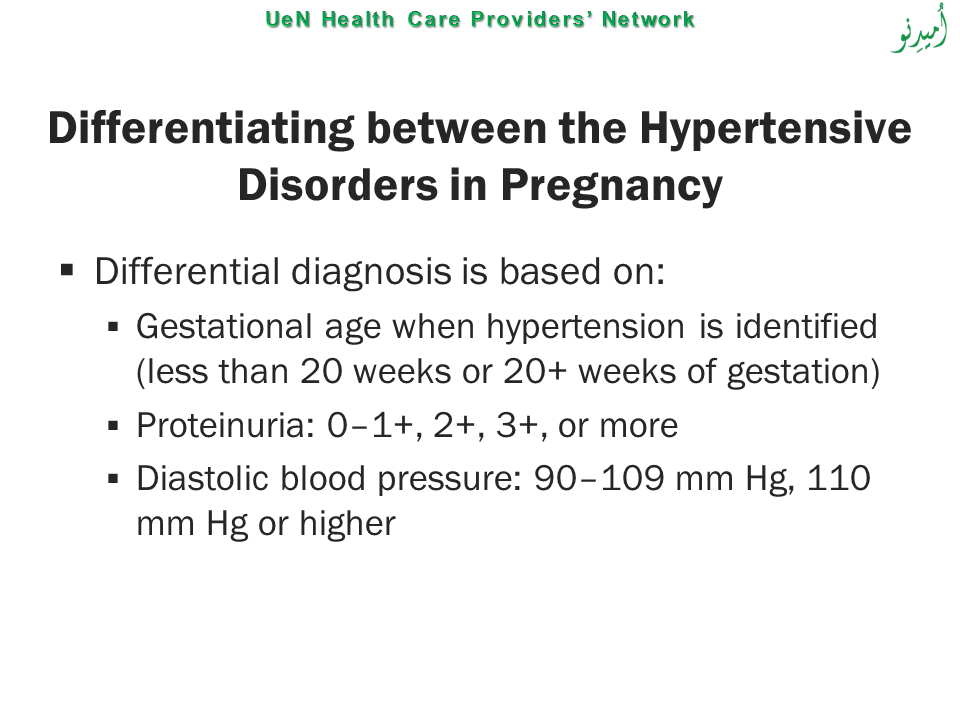 UeN Health Care Providers’ Network
اُمیدِنو
Differentiating between the Hypertensive
Disorders in Pregnancy
▪ Differential diagnosis is based on:
▪ Gestational age when hypertension is identified
(less than 20 weeks or 20+ weeks of gestation)
▪ Proteinuria: 0–1+, 2+, 3+, or more
▪ Diastolic blood pressure: 90–109 mm Hg, 110
mm Hg or higher